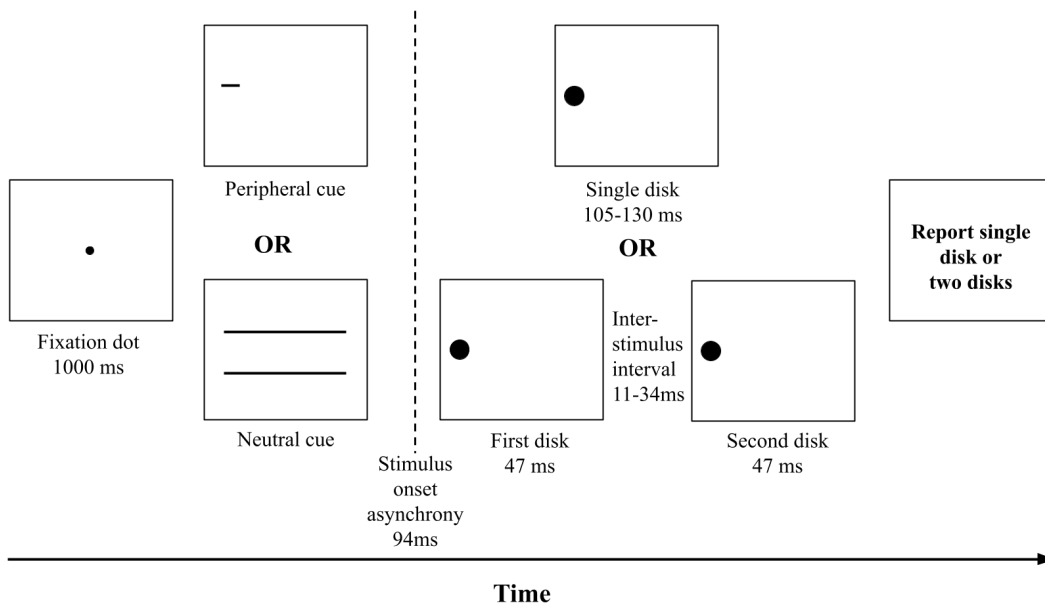 Fixation dot
1000 ms
Peripheral cue
OR
Neutral cue
Stimulus
onset
asynchrony
94ms
Single disk
105-130 ms
OR
First disk
47 ms
Inter-
stimulus
interval
11-34ms
Second disk
47 ms
Report single
disk or
two disks
Time